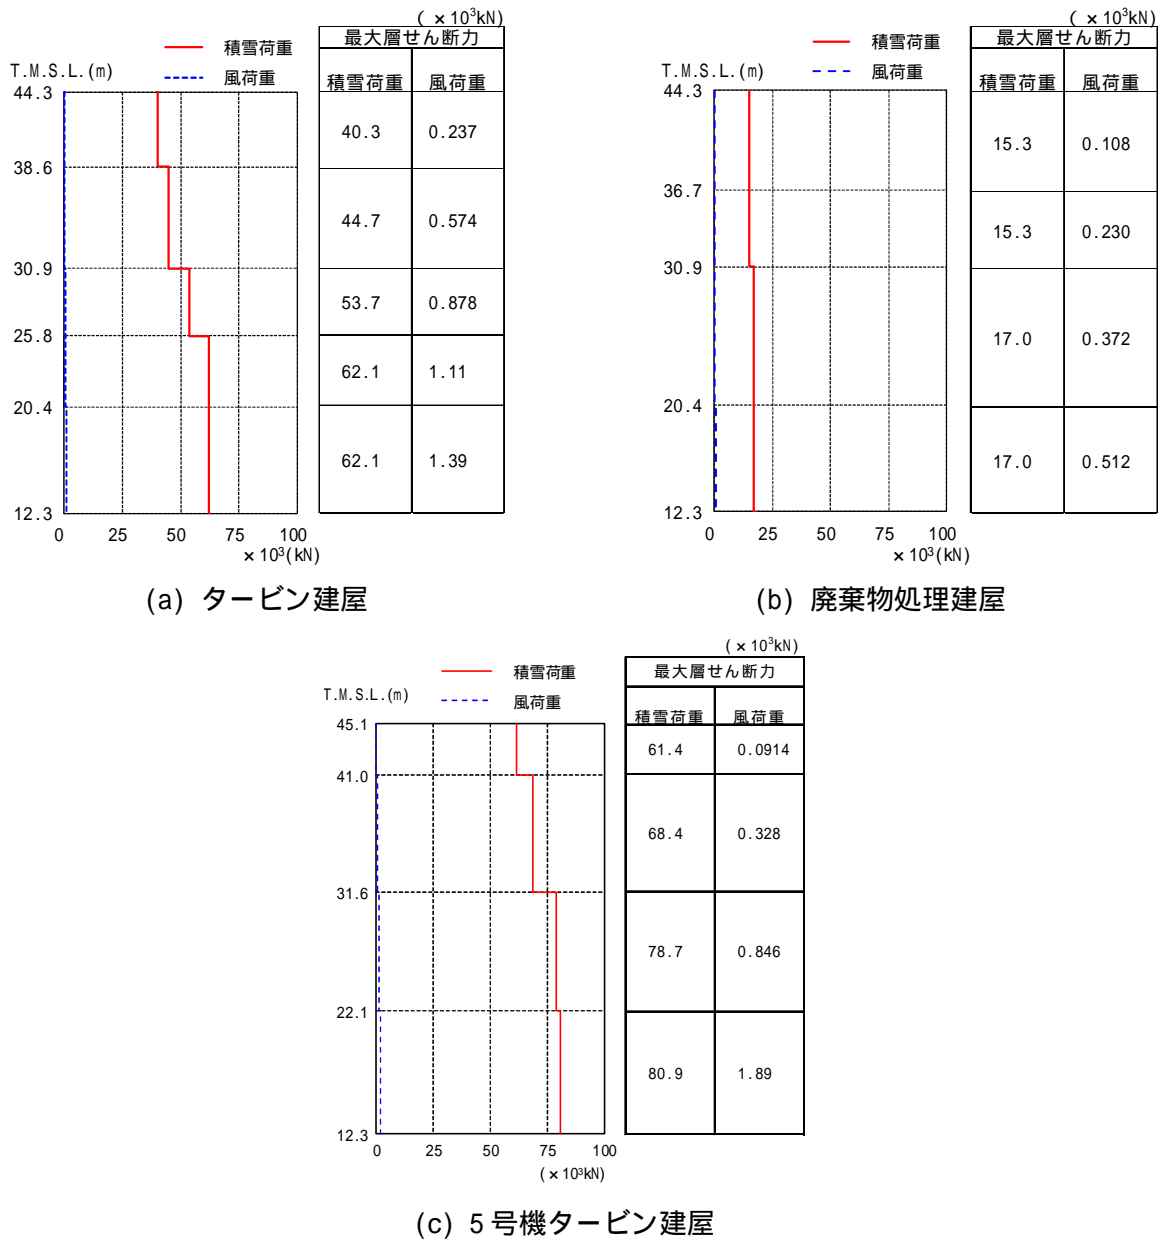 (×10³kN)
最大層せん断力
積雪荷重 風荷重
40.3 0.237
44.7 0.574
53.7 0.878
62.1 1.11
62.1 1.39
積雪荷重
風荷重
T.M.S.L.(m)
44.3
38.6
30.9
25.8
20.4
12.3
0 25 50 75 100
×10³(kN)
(a) タービン建屋
(×10³kN)
最大層せん断力
積雪荷重 風荷重
15.3 0.108
15.3 0.230
17.0 0.372
17.0 0.512
積雪荷重
風荷重
T.M.S.L.(m)
44.3
36.7
30.9
20.4
12.3
0 25 50 75 100
×10³(kN)
(b) 廃棄物処理建屋
(×10³kN)
最大層せん断力
積雪荷重 風荷重
61.4 0.0914
68.4 0.328
78.7 0.846
80.9 1.89
積雪荷重
風荷重
T.M.S.L.(m)
45.1
41.0
31.6
22.1
12.3
0 25 50 75 100
(×10³kN)
(c) 5号機タービン建屋